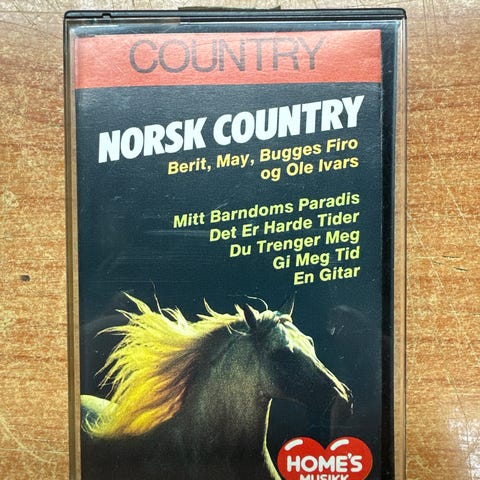 COUNTRY
NORSK COUNTRY
Berit, May, Bugges Firo
og Ole Ivars
Mitt Barndoms Paradis
Det Er Harde Tider
Du Trenger Meg
Gi Meg Tid
En Gitar
HOME'S
MUSIKK